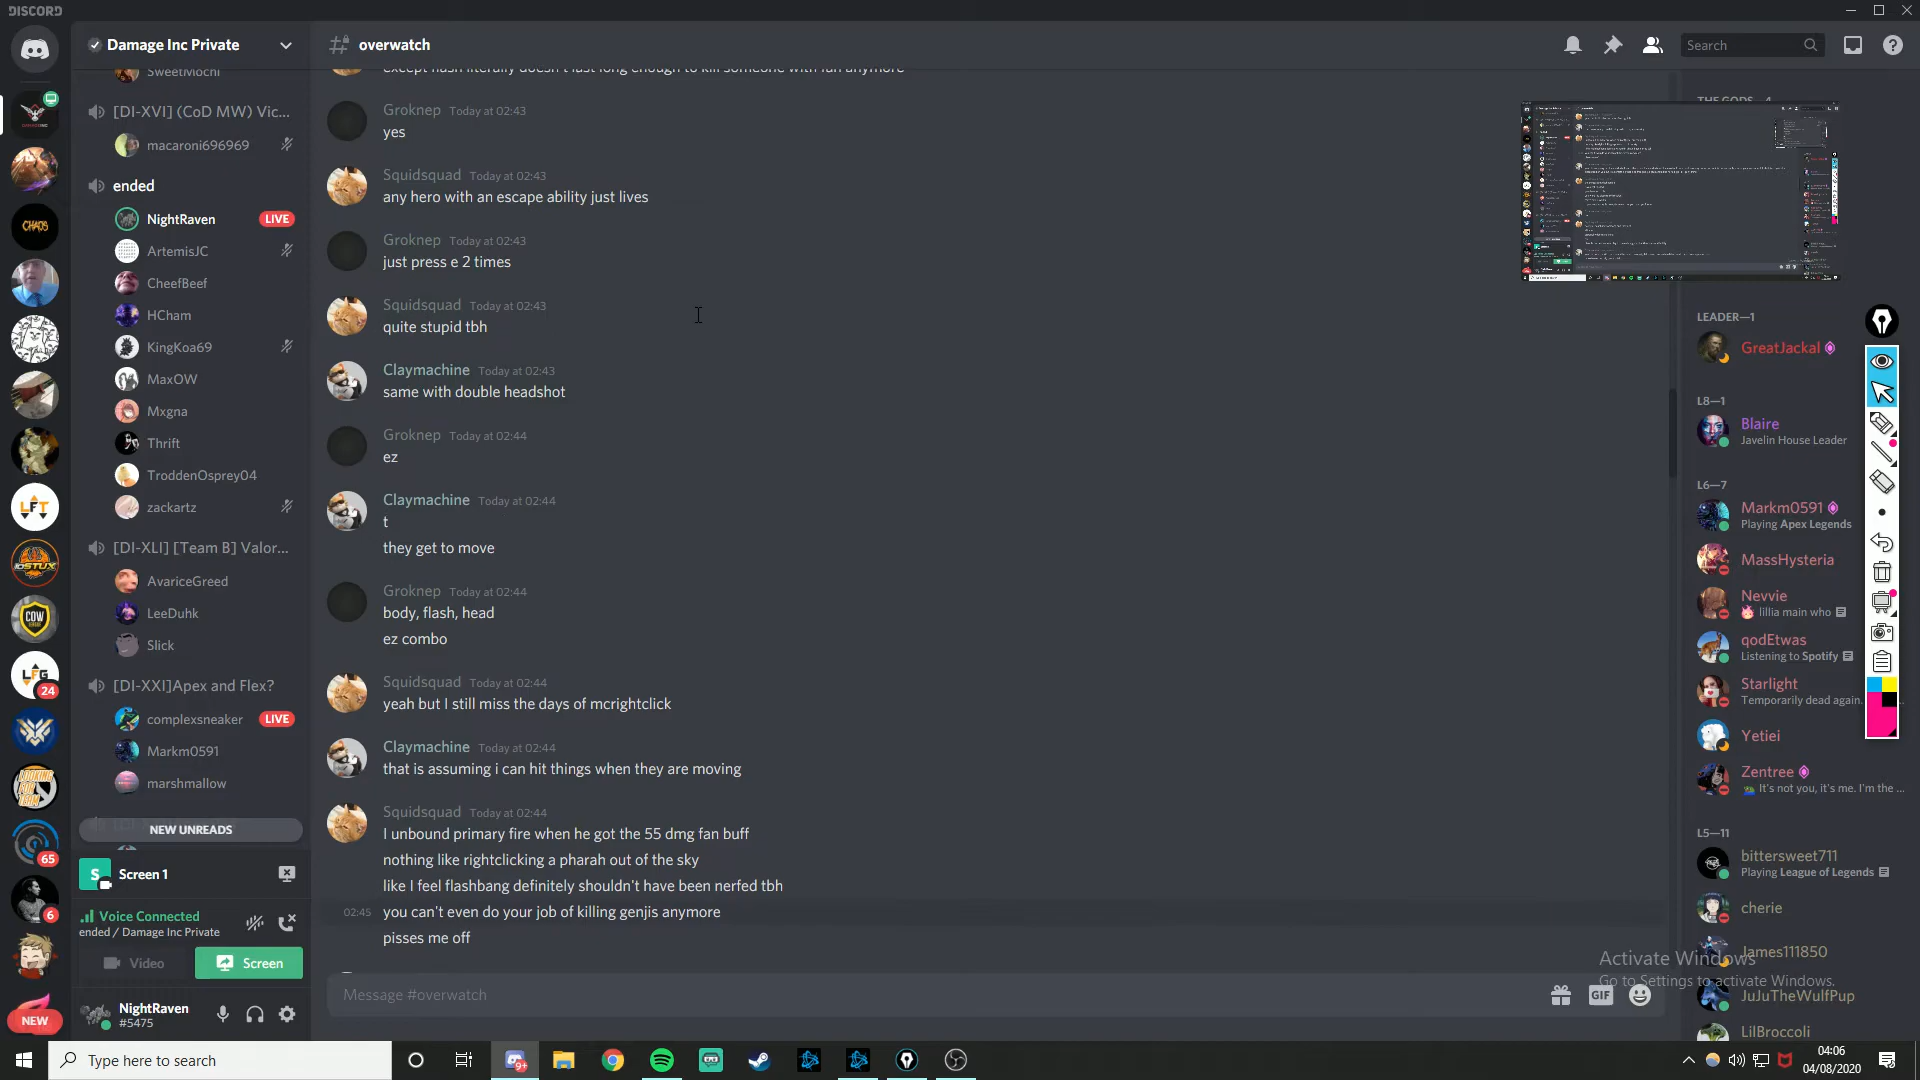 DISCORD
Damage Inc Private
overwatch
Search
SweetMochi
[DI-XVI] (CoD MW) Vic...
macaroni696969
ended
NightRaven LIVE
ArtemisJC
CheefBeef
HCham
KingKoa69
MaxOW
Mxgna
Thrift
TroddenOsprey04
zackartz
[DI-XLI] [Team B] Valor...
AvariceGreed
LeeDuhk
Slick
[DI-XXI]Apex and Flex?
complexsneaker LIVE
Markm0591
marshmallow
NEW UNREADS
Screen 1
Voice Connected
ended / Damage Inc Private
Video
Screen
NightRaven
#5475
CHAOS
LFT
IOSTUX
COW
LFG
24
LOOKING
FOR
TEAM
65
6
NEW
except flash literally doesn't last long enough to kill someone with fan anymore
Groknep Today at 02:43
yes
Squidsquad Today at 02:43
any hero with an escape ability just lives
Groknep Today at 02:43
just press e 2 times
Squidsquad Today at 02:43
quite stupid tbh
Claymachine Today at 02:43
same with double headshot
Groknep Today at 02:44
ez
Claymachine Today at 02:44
t
they get to move
Groknep Today at 02:44
body, flash, head
ez combo
Squidsquad Today at 02:44
yeah but I still miss the days of mcrightclick
Claymachine Today at 02:44
that is assuming i can hit things when they are moving
Squidsquad Today at 02:44
I unbound primary fire when he got the 55 dmg fan buff
nothing like rightclicking a pharah out of the sky
like I feel flashbang definitely shouldn't have been nerfed tbh
02:45 you can't even do your job of killing genjis anymore
pisses me off
Message #overwatch
GIF
THE GODS—4
LEADER—1
GreatJackal
L8—1
Blaire
Javelin House Leader
L6—7
Markm0591
Playing Apex Legends
MassHysteria
Nevvie
lillia main who
qodEtwas
Listening to Spotify
Starlight
Temporarily dead again.
Yetiei
Zentree
It's not you, it's me. I'm the ...
L5—11
bittersweet711
Playing League of Legends
cherie
James111850
JuJuTheWulfPup
LilBroccoli
Activate Windows
Go to Settings to activate Windows.
Type here to search
9+
04:06
04/08/2020